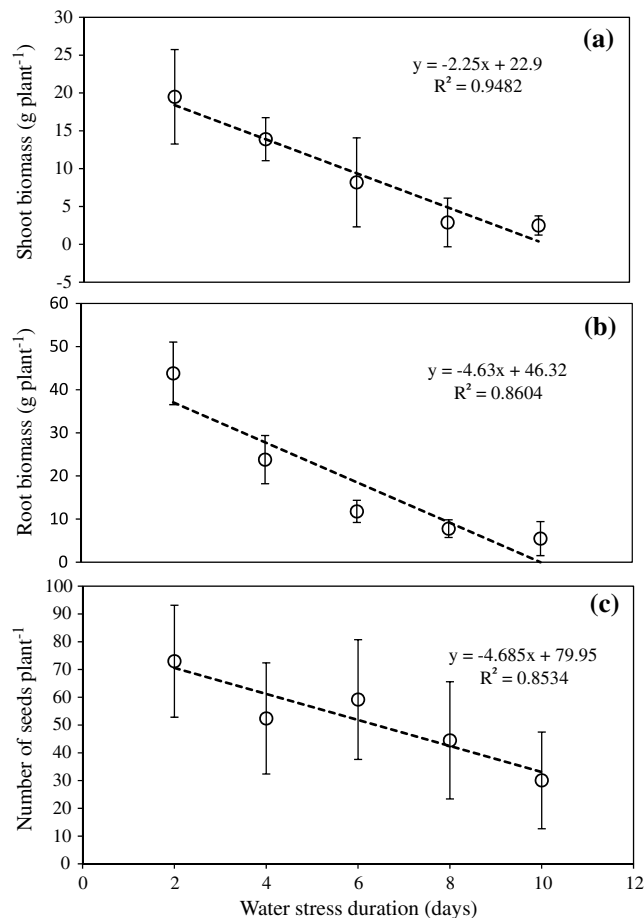 30
25
20
15
10
5
0
-5
Shoot biomass (g plant⁻¹)
(a)
y = -2.25x + 22.9
R² = 0.9482
60
50
40
30
20
10
0
Root biomass (g plant⁻¹)
(b)
y = -4.63x + 46.32
R² = 0.8604
100
90
80
70
60
50
40
30
20
10
0
Number of seeds plant⁻¹
(c)
y = -4.685x + 79.95
R² = 0.8534
0 2 4 6 8 10 12
Water stress duration (days)